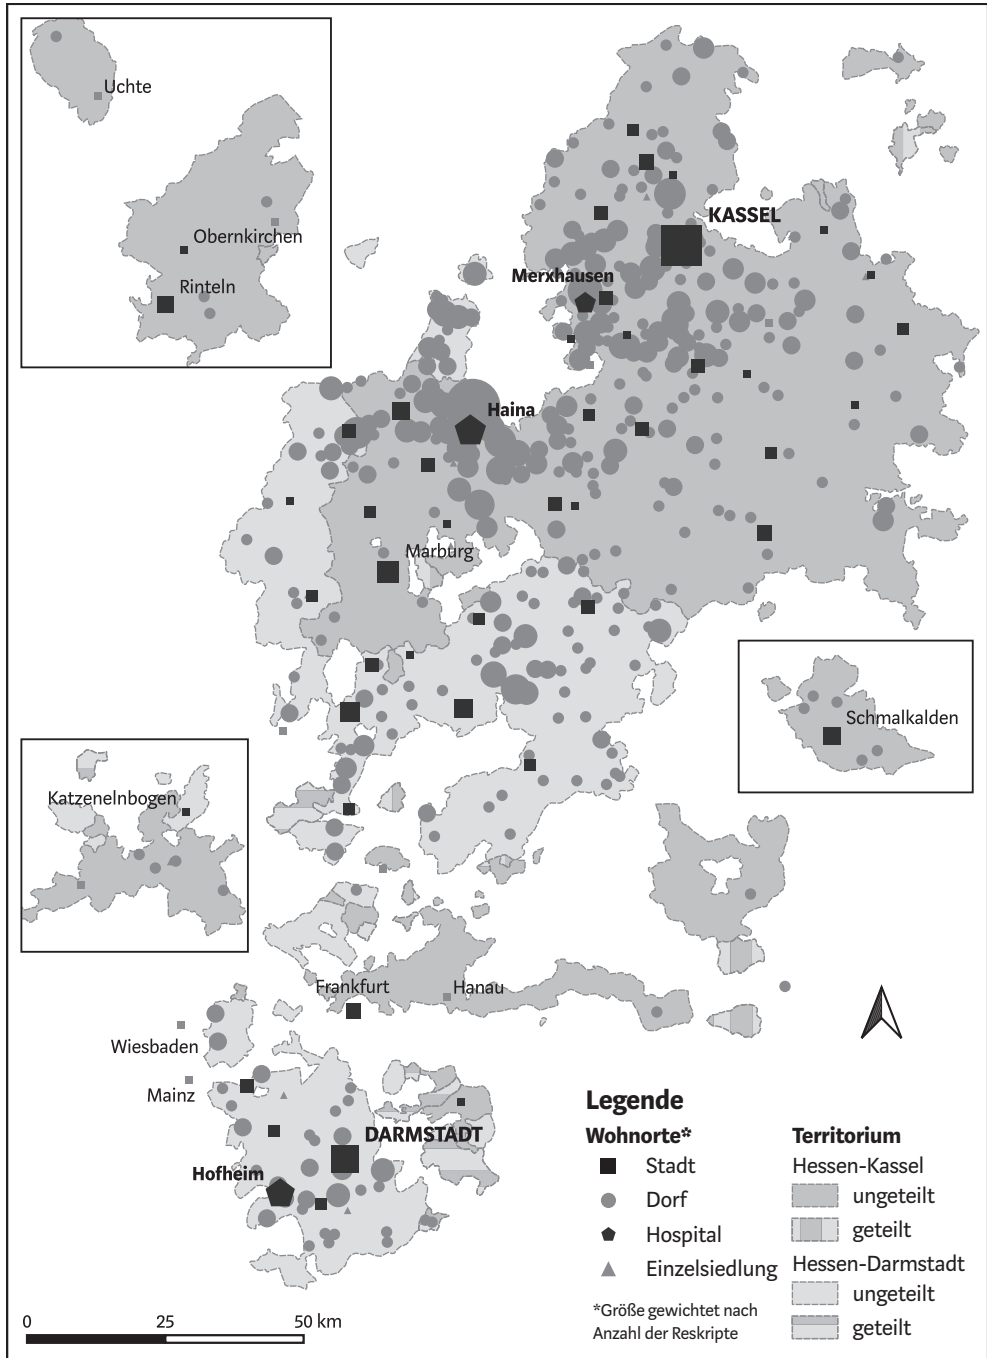 Uchte
Obernkirchen
Rinteln
KASSEL
Merxhausen
Haina
Marburg
Schmalkalden
Katzenelnbogen
Frankfurt
Hanau
Wiesbaden
Mainz
DARMSTADT
Hofheim
Legende
Wohnorte*
Stadt
Dorf
Hospital
Einzelsiedlung
*Größe gewichtet nach
Anzahl der Reskripte
Territorium
Hessen-Kassel
ungeteilt
geteilt
Hessen-Darmstadt
ungeteilt
geteilt
0 25 50 km